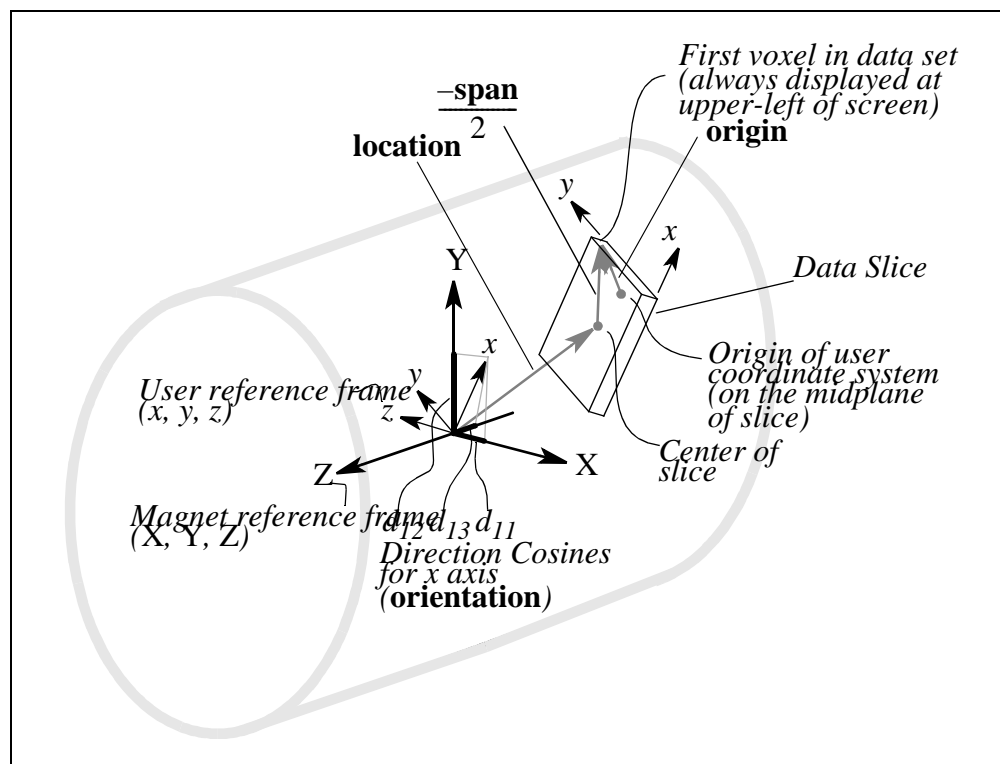 First voxel in data set
(always displayed at
upper-left of screen)
–span
2
origin
location
y
x
Y
Data Slice
x
Origin of user
coordinate system
(on the midplane
of slice)
y
User reference frame
(x, y, z)
z
Center of
slice
X
Z
Magnet reference frame
(X, Y, Z)
d12 d13 d11
Direction Cosines
for x axis
(orientation)